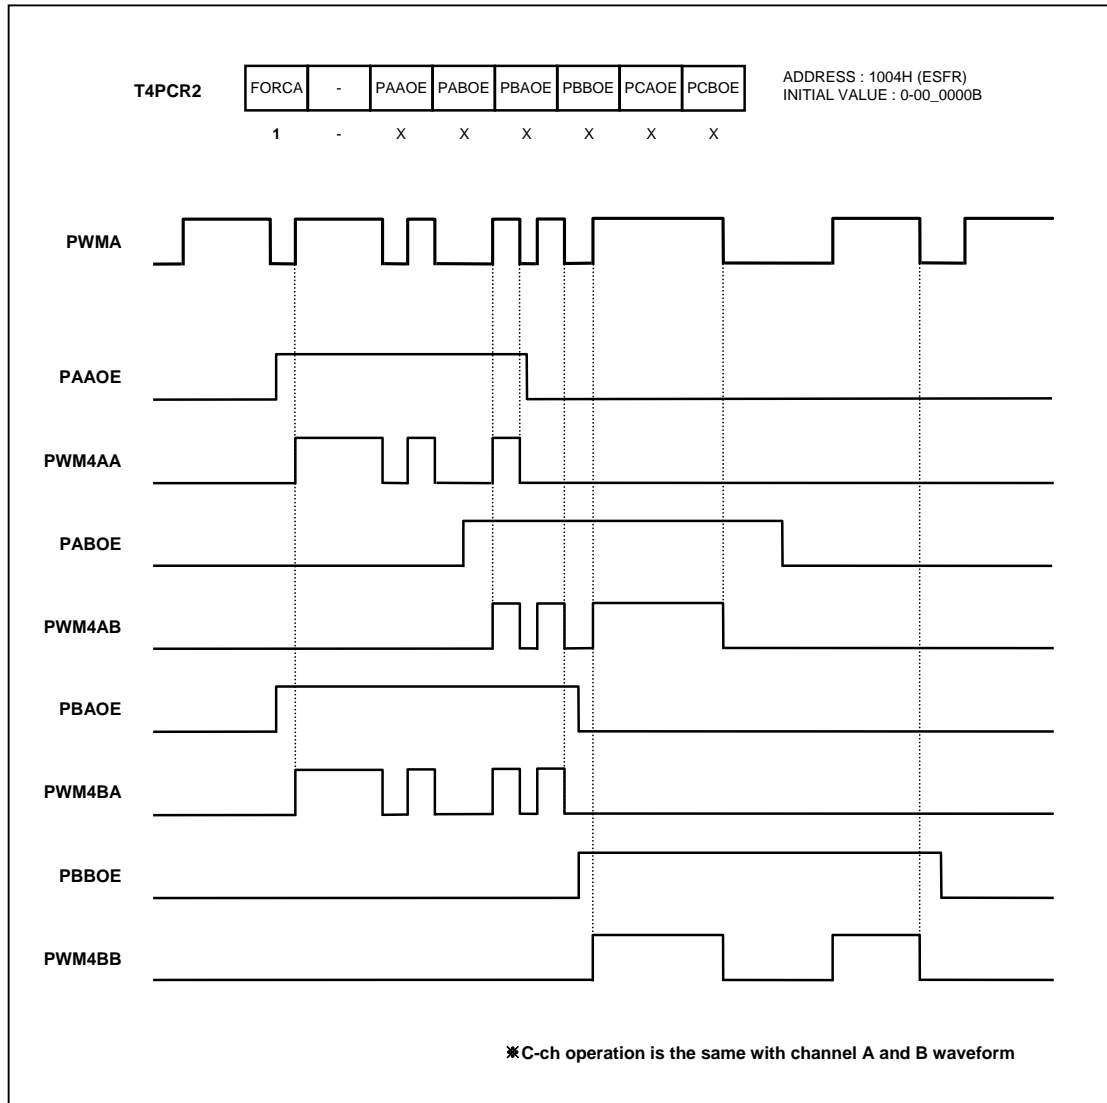 T4PCR2 FORCA - PAAOE PABOE PBAOE PBBOE PCAOE PCBOE ADDRESS : 1004H (ESFR)
INITIAL VALUE : 0-00_0000B
1 - X X X X X X
PWMA
PAAOE
PWM4AA
PABOE
PWM4AB
PBAOE
PWM4BA
PBBOE
PWM4BB
※C-ch operation is the same with channel A and B waveform